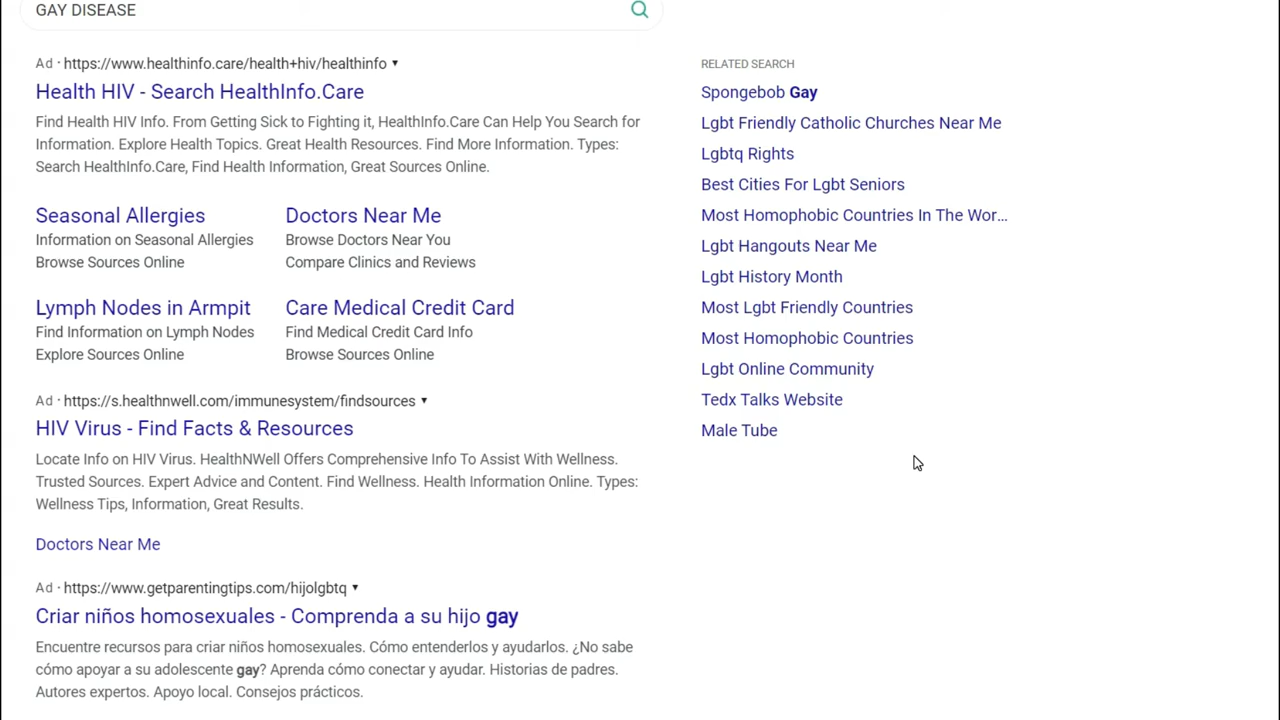 GAY DISEASE
Ad · https://www.healthinfo.care/health+hiv/healthinfo ▼
Health HIV - Search HealthInfo.Care
Find Health HIV Info. From Getting Sick to Fighting it, HealthInfo.Care Can Help You Search for
Information. Explore Health Topics. Great Health Resources. Find More Information. Types:
Search HealthInfo.Care, Find Health Information, Great Sources Online.
Seasonal Allergies
Information on Seasonal Allergies
Browse Sources Online
Doctors Near Me
Browse Doctors Near You
Compare Clinics and Reviews
Lymph Nodes in Armpit
Find Information on Lymph Nodes
Explore Sources Online
Care Medical Credit Card
Find Medical Credit Card Info
Browse Sources Online
Ad · https://s.healthnwell.com/immunesystem/findsources ▼
HIV Virus - Find Facts & Resources
Locate Info on HIV Virus. HealthNWell Offers Comprehensive Info To Assist With Wellness.
Trusted Sources. Expert Advice and Content. Find Wellness. Health Information Online. Types:
Wellness Tips, Information, Great Results.
Doctors Near Me
Ad · https://www.getparentingtips.com/hijolgbtq ▼
Criar niños homosexuales - Comprenda a su hijo gay
Encuentre recursos para criar niños homosexuales. Cómo entenderlos y ayudarlos. ¿No sabe
cómo apoyar a su adolescente gay? Aprenda cómo conectar y ayudar. Historias de padres.
Autores expertos. Apoyo local. Consejos prácticos.
RELATED SEARCH
Spongebob Gay
Lgbt Friendly Catholic Churches Near Me
Lgbtq Rights
Best Cities For Lgbt Seniors
Most Homophobic Countries In The Wor...
Lgbt Hangouts Near Me
Lgbt History Month
Most Lgbt Friendly Countries
Most Homophobic Countries
Lgbt Online Community
Tedx Talks Website
Male Tube